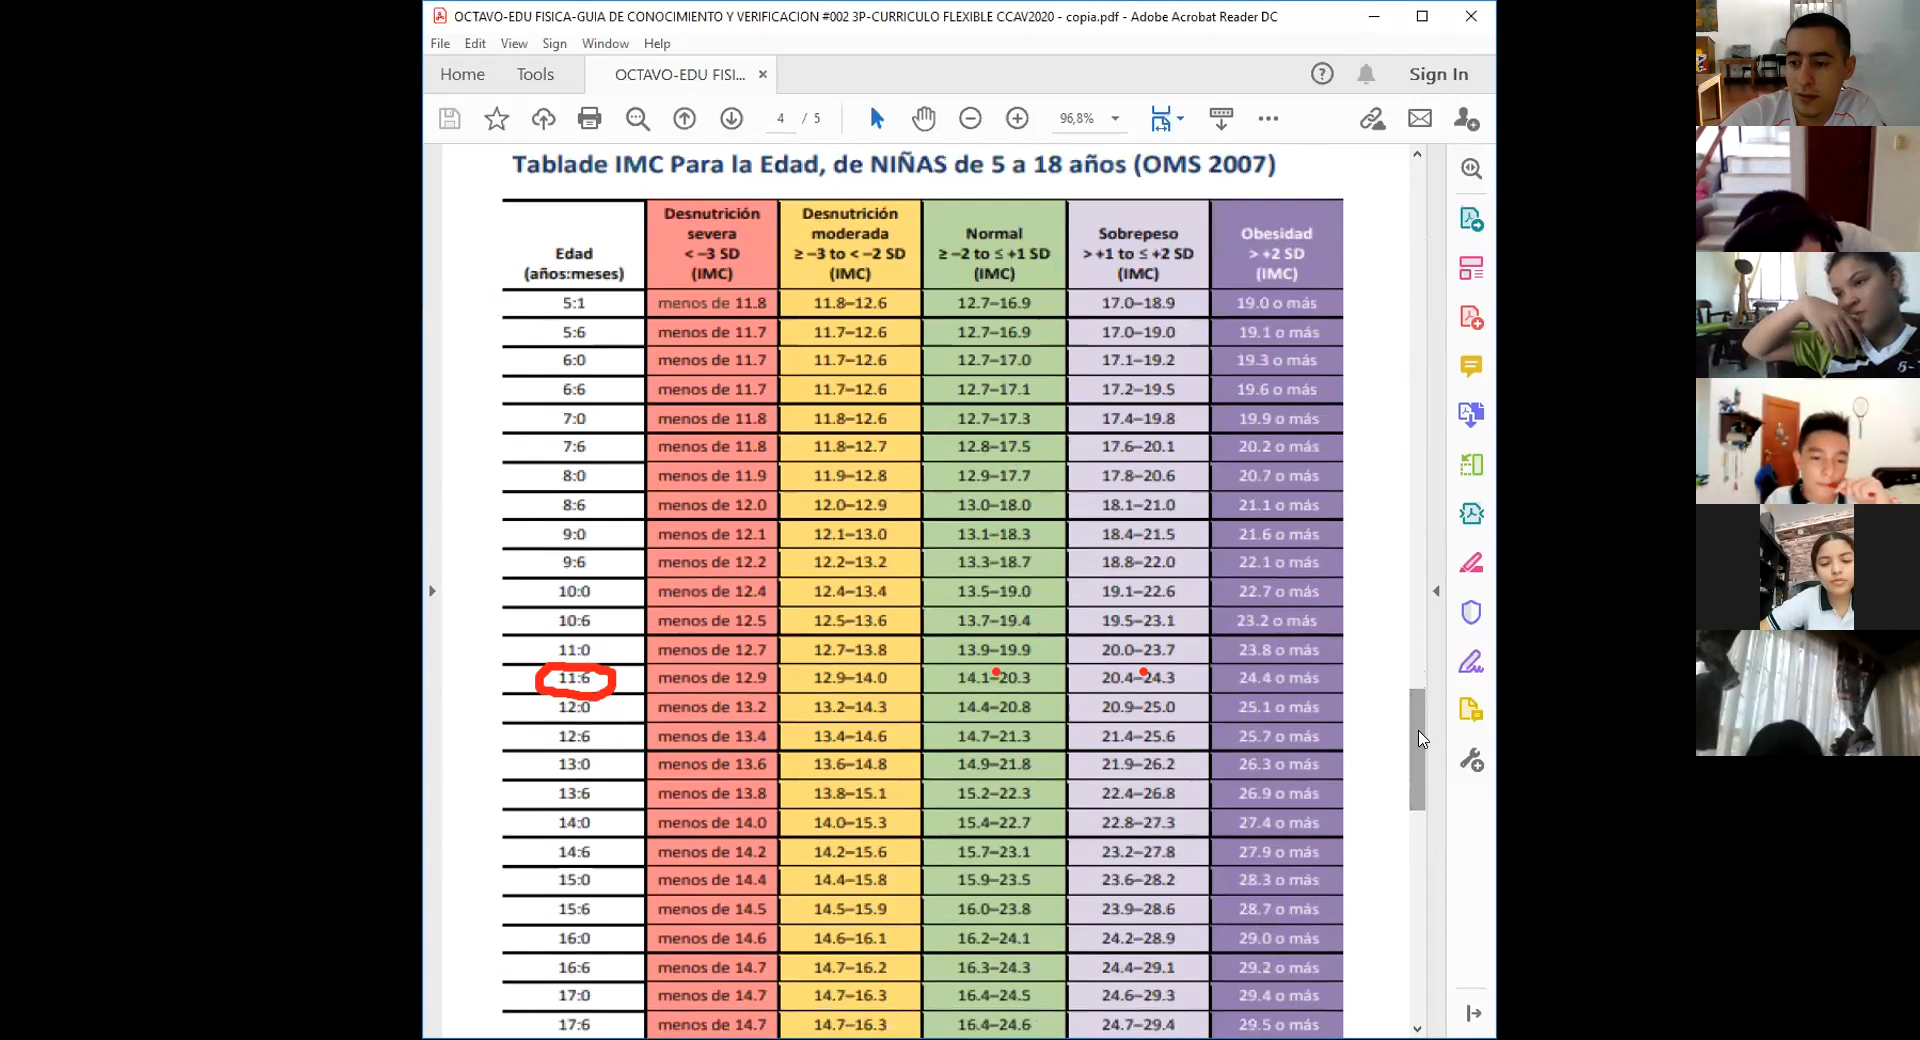 OCTAVO-EDU FISICA-GUIA DE CONOCIMIENTO Y VERIFICACION #002 3P-CURRICULO FLEXIBLE CCAV2020 - copia.pdf - Adobe Acrobat Reader DC
File Edit View Sign Window Help
Home Tools OCTAVO-EDU FISI... Sign In
4 / 5 96,8%
Tablade IMC Para la Edad, de NIÑAS de 5 a 18 años (OMS 2007)
Edad (años:meses) Desnutrición severa < −3 SD (IMC) Desnutrición moderada ≥ −3 to < −2 SD (IMC) Normal ≥ −2 to ≤ +1 SD (IMC) Sobrepeso > +1 to ≤ +2 SD (IMC) Obesidad > +2 SD (IMC)
5:1 menos de 11.8 11.8–12.6 12.7–16.9 17.0–18.9 19.0 o más
5:6 menos de 11.7 11.7–12.6 12.7–16.9 17.0–19.0 19.1 o más
6:0 menos de 11.7 11.7–12.6 12.7–17.0 17.1–19.2 19.3 o más
6:6 menos de 11.7 11.7–12.6 12.7–17.1 17.2–19.5 19.6 o más
7:0 menos de 11.8 11.8–12.6 12.7–17.3 17.4–19.8 19.9 o más
7:6 menos de 11.8 11.8–12.7 12.8–17.5 17.6–20.1 20.2 o más
8:0 menos de 11.9 11.9–12.8 12.9–17.7 17.8–20.6 20.7 o más
8:6 menos de 12.0 12.0–12.9 13.0–18.0 18.1–21.0 21.1 o más
9:0 menos de 12.1 12.1–13.0 13.1–18.3 18.4–21.5 21.6 o más
9:6 menos de 12.2 12.2–13.2 13.3–18.7 18.8–22.0 22.1 o más
10:0 menos de 12.4 12.4–13.4 13.5–19.0 19.1–22.6 22.7 o más
10:6 menos de 12.5 12.5–13.6 13.7–19.4 19.5–23.1 23.2 o más
11:0 menos de 12.7 12.7–13.8 13.9–19.9 20.0–23.7 23.8 o más
11:6 menos de 12.9 12.9–14.0 14.1–20.3 20.4–24.3 24.4 o más
12:0 menos de 13.2 13.2–14.3 14.4–20.8 20.9–25.0 25.1 o más
12:6 menos de 13.4 13.4–14.6 14.7–21.3 21.4–25.6 25.7 o más
13:0 menos de 13.6 13.6–14.8 14.9–21.8 21.9–26.2 26.3 o más
13:6 menos de 13.8 13.8–15.1 15.2–22.3 22.4–26.8 26.9 o más
14:0 menos de 14.0 14.0–15.3 15.4–22.7 22.8–27.3 27.4 o más
14:6 menos de 14.2 14.2–15.6 15.7–23.1 23.2–27.8 27.9 o más
15:0 menos de 14.4 14.4–15.8 15.9–23.5 23.6–28.2 28.3 o más
15:6 menos de 14.5 14.5–15.9 16.0–23.8 23.9–28.6 28.7 o más
16:0 menos de 14.6 14.6–16.1 16.2–24.1 24.2–28.9 29.0 o más
16:6 menos de 14.7 14.7–16.2 16.3–24.3 24.4–29.1 29.2 o más
17:0 menos de 14.7 14.7–16.3 16.4–24.5 24.6–29.3 29.4 o más
17:6 menos de 14.7 14.7–16.3 16.4–24.6 24.7–29.4 29.5 o más